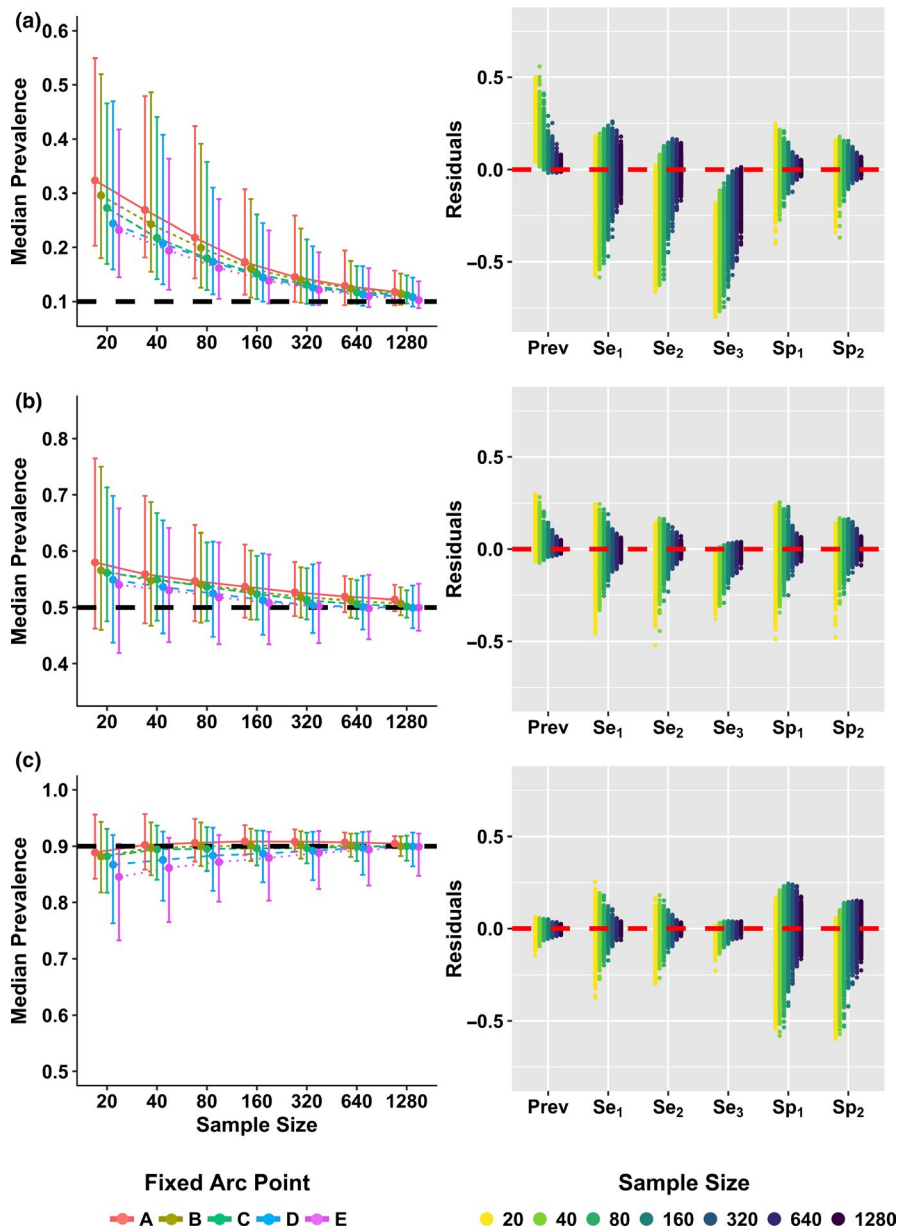 (a)
Median Prevalence
0.6
0.5
0.4
0.3
0.2
0.1
20 40 80 160 320 640 1280
Residuals
0.5
0.0
−0.5
Prev Se1 Se2 Se3 Sp1 Sp2
(b)
Median Prevalence
0.8
0.7
0.6
0.5
0.4
20 40 80 160 320 640 1280
Residuals
0.5
0.0
−0.5
Prev Se1 Se2 Se3 Sp1 Sp2
(c)
Median Prevalence
1.0
0.9
0.8
0.7
0.6
0.5
20 40 80 160 320 640 1280
Sample Size
Residuals
0.5
0.0
−0.5
Prev Se1 Se2 Se3 Sp1 Sp2
Fixed Arc Point
A B C D E
Sample Size
20 40 80 160 320 640 1280